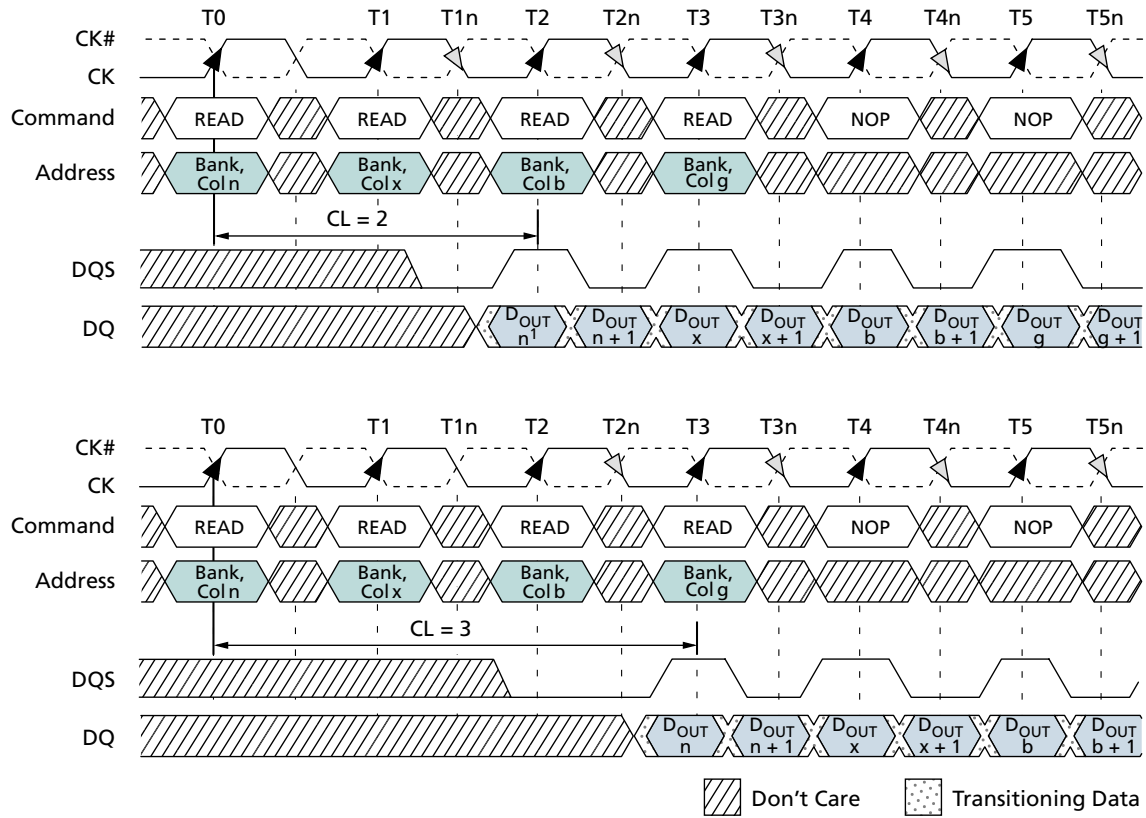 T0 T1 T1n T2 T2n T3 T3n T4 T4n T5 T5n
CK#
CK
Command READ READ READ READ NOP NOP
Address Bank, Col n Bank, Col x Bank, Col b Bank, Col g
CL = 2
DQS
DQ DOUT n1 DOUT n + 1 DOUT x DOUT x + 1 DOUT b DOUT b + 1 DOUT g DOUT g + 1
T0 T1 T1n T2 T2n T3 T3n T4 T4n T5 T5n
CK#
CK
Command READ READ READ READ NOP NOP
Address Bank, Col n Bank, Col x Bank, Col b Bank, Col g
CL = 3
DQS
DQ DOUT n DOUT n + 1 DOUT x DOUT x + 1 DOUT b DOUT b + 1
Don't Care Transitioning Data